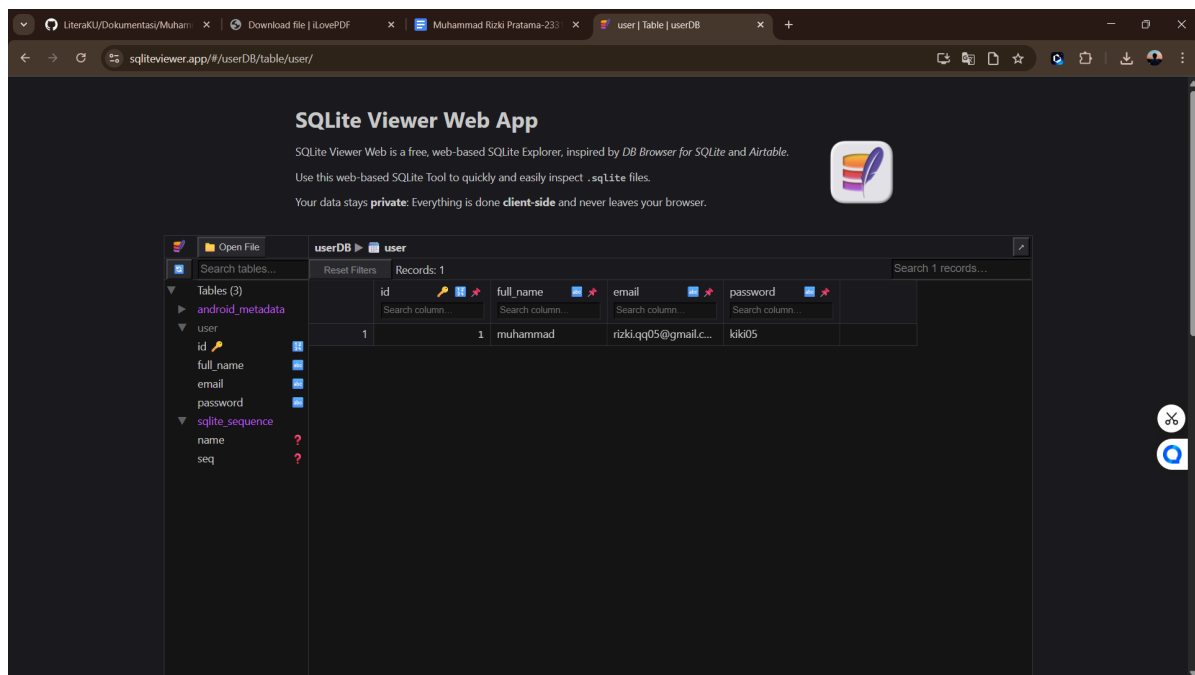 LiteraKU/Dokumentasi/Muham
Download file | iLovePDF
Muhammad Rizki Pratama-233
user | Table | userDB
sqliteviewer.app/#/userDB/table/user/
SQLite Viewer Web App
SQLite Viewer Web is a free, web-based SQLite Explorer, inspired by DB Browser for SQLite and Airtable.
Use this web-based SQLite Tool to quickly and easily inspect .sqlite files.
Your data stays private: Everything is done client-side and never leaves your browser.
Open File
userDB ▶ user
Search tables...
Reset Filters
Records: 1
Search 1 records...
Tables (3)
android_metadata
user
id
full_name
email
password
sqlite_sequence
name
seq
id full_name email password
Search column... Search column... Search column... Search column...
1 1 muhammad rizki.qq05@gmail.c... kiki05